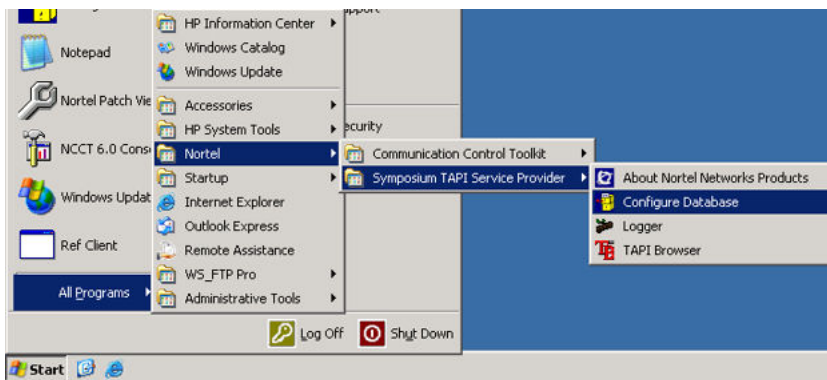 HP Information Center
Windows Catalog
Windows Update
Accessories
HP System Tools
Nortel
Startup
Internet Explorer
Outlook Express
Remote Assistance
WS_FTP Pro
Administrative Tools
Notepad
Nortel Patch Vie
NCCT 6.0 Cons
Windows Updat
Ref Client
All Programs
ecurity
Communication Control Toolkit
Symposium TAPI Service Provider
About Nortel Networks Products
Configure Database
Logger
TAPI Browser
Log Off
Shut Down
Start